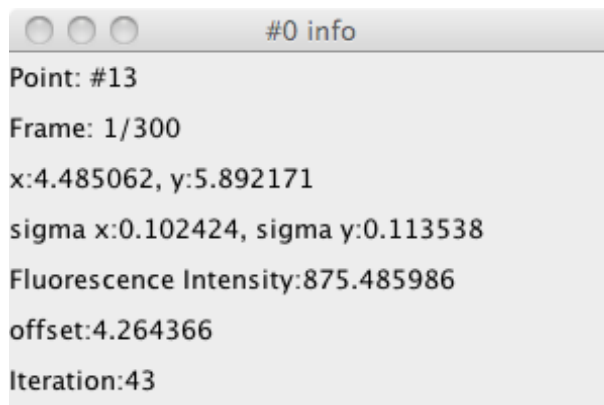 #0 info
Point: #13
Frame: 1/300
x:4.485062, y:5.892171
sigma x:0.102424, sigma y:0.113538
Fluorescence Intensity:875.485986
offset:4.264366
Iteration:43